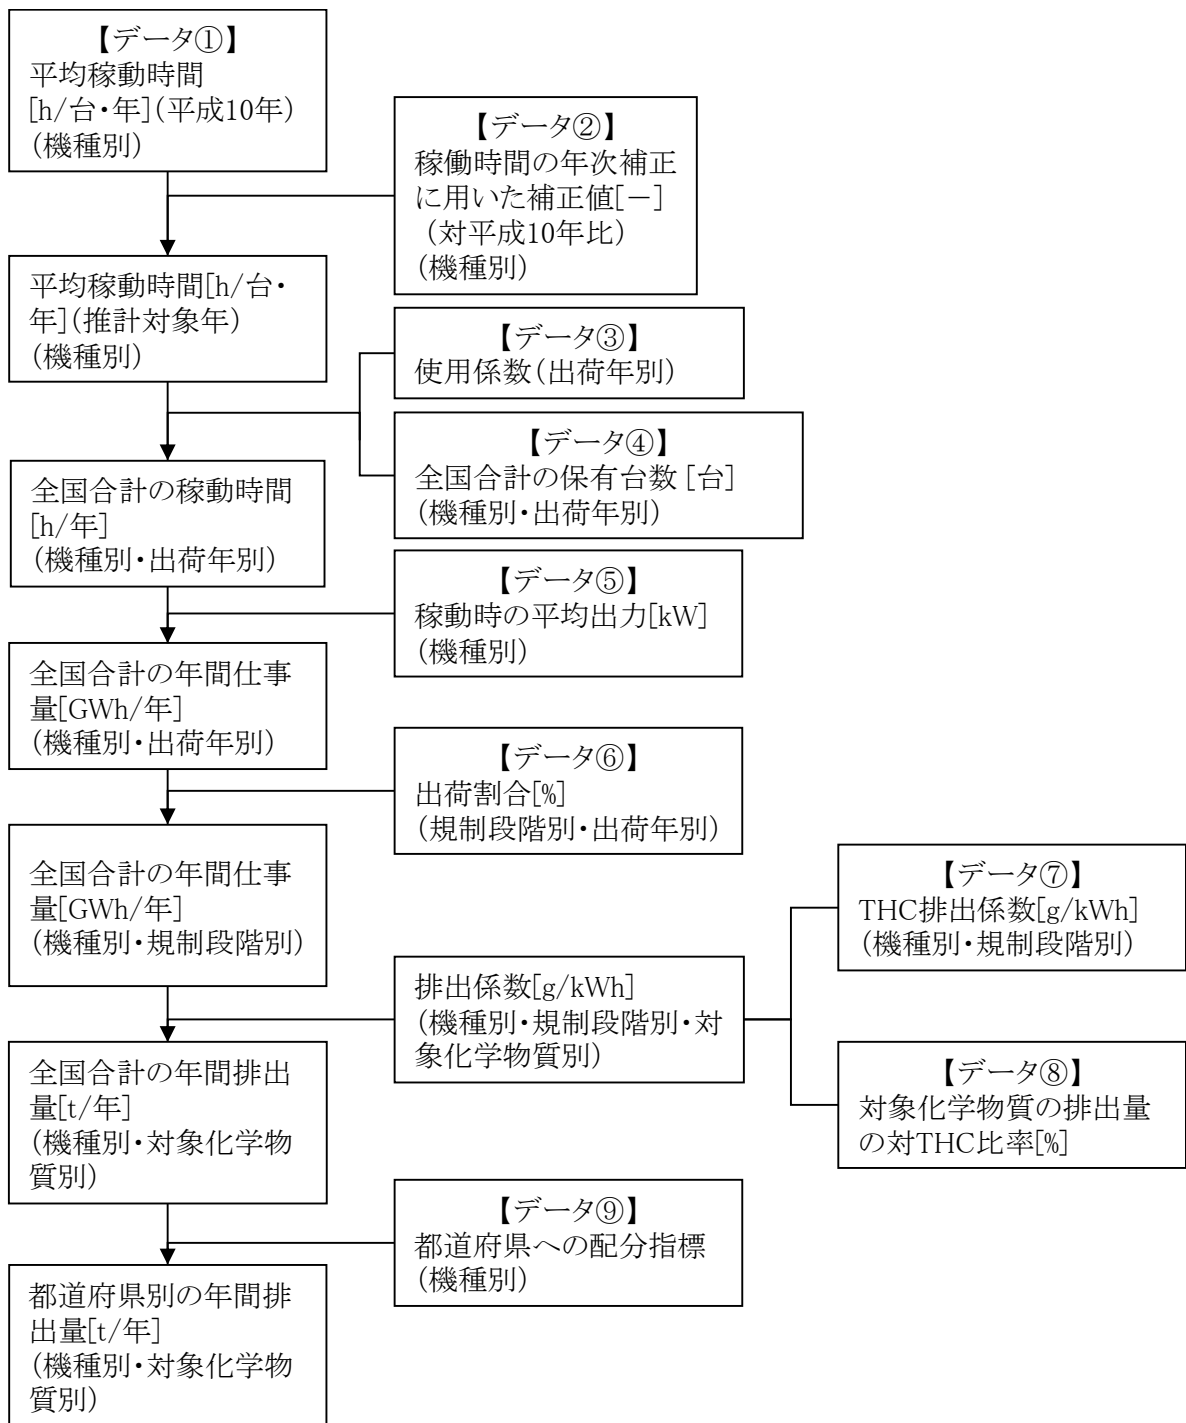 【データ①】
平均稼動時間
[h/台・年](平成10年)
(機種別)
【データ②】
稼働時間の年次補正
に用いた補正値[－]
(対平成10年比)
(機種別)
平均稼動時間[h/台・
年](推計対象年)
(機種別)
【データ③】
使用係数(出荷年別)
【データ④】
全国合計の保有台数 [台]
(機種別・出荷年別)
全国合計の稼動時間
[h/年]
(機種別・出荷年別)
【データ⑤】
稼動時の平均出力[kW]
(機種別)
全国合計の年間仕事
量[GWh/年]
(機種別・出荷年別)
【データ⑥】
出荷割合[%]
(規制段階別・出荷年別)
全国合計の年間仕事
量[GWh/年]
(機種別・規制段階別)
【データ⑦】
THC排出係数[g/kWh]
(機種別・規制段階別)
排出係数[g/kWh]
(機種別・規制段階別・対
象化学物質別)
【データ⑧】
対象化学物質の排出量
の対THC比率[%]
全国合計の年間排出
量[t/年]
(機種別・対象化学物
質別)
【データ⑨】
都道府県への配分指標
(機種別)
都道府県別の年間排
出量[t/年]
(機種別・対象化学物
質別)